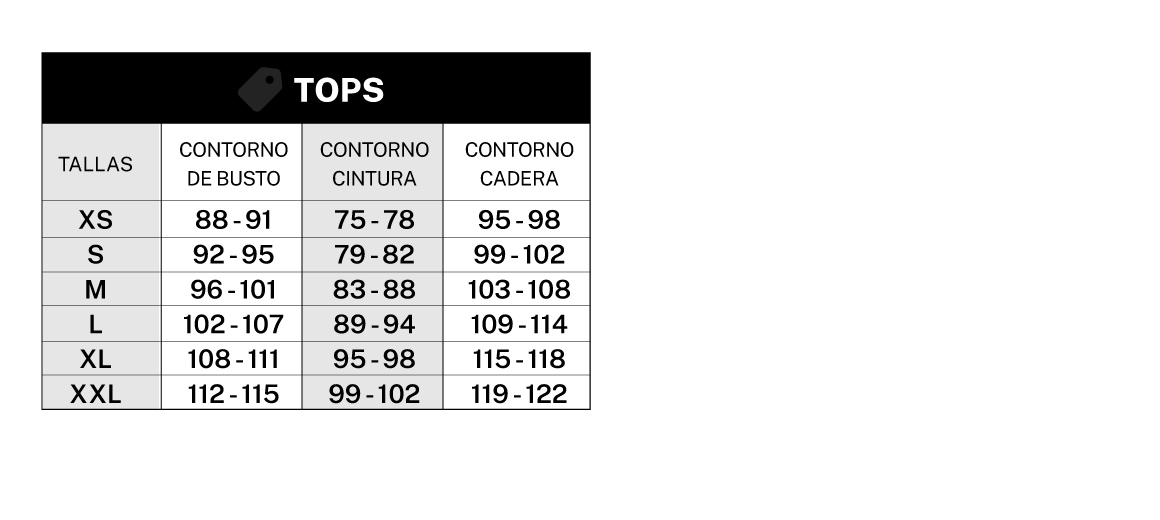 TOPS
TALLAS CONTORNO DE BUSTO CONTORNO CINTURA CONTORNO CADERA
XS 88-91 75-78 95-98
S 92-95 79-82 99-102
M 96-101 83-88 103-108
L 102-107 89-94 109-114
XL 108-111 95-98 115-118
XXL 112-115 99-102 119-122